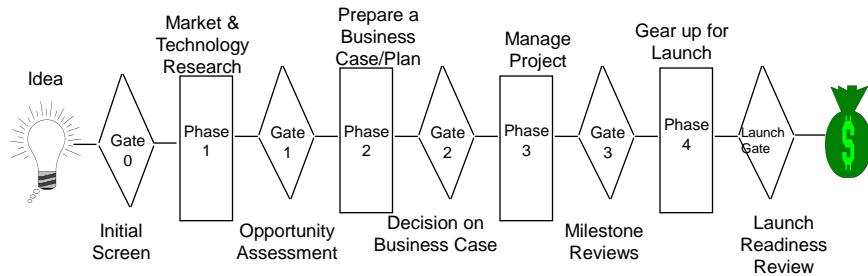 Idea
Market &
Technology
Research
Prepare a
Business
Case/Plan
Manage
Project
Gear up for
Launch
Gate
0
Phase
1
Gate
1
Phase
2
Gate
2
Phase
3
Gate
3
Phase
4
Launch
Gate
$
Initial
Screen
Opportunity
Assessment
Decision on
Business Case
Milestone
Reviews
Launch
Readiness
Review